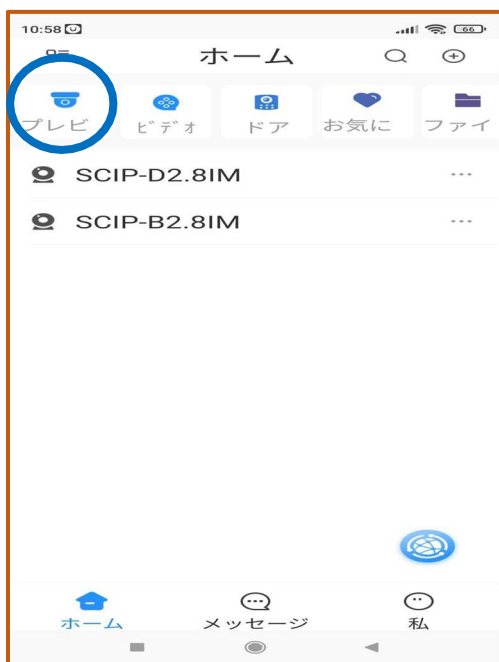 10:58 66
ホーム
プレビ ビデオ ドア お気に ファイ
SCIP-D2.8IM
SCIP-B2.8IM
ホーム メッセージ 私